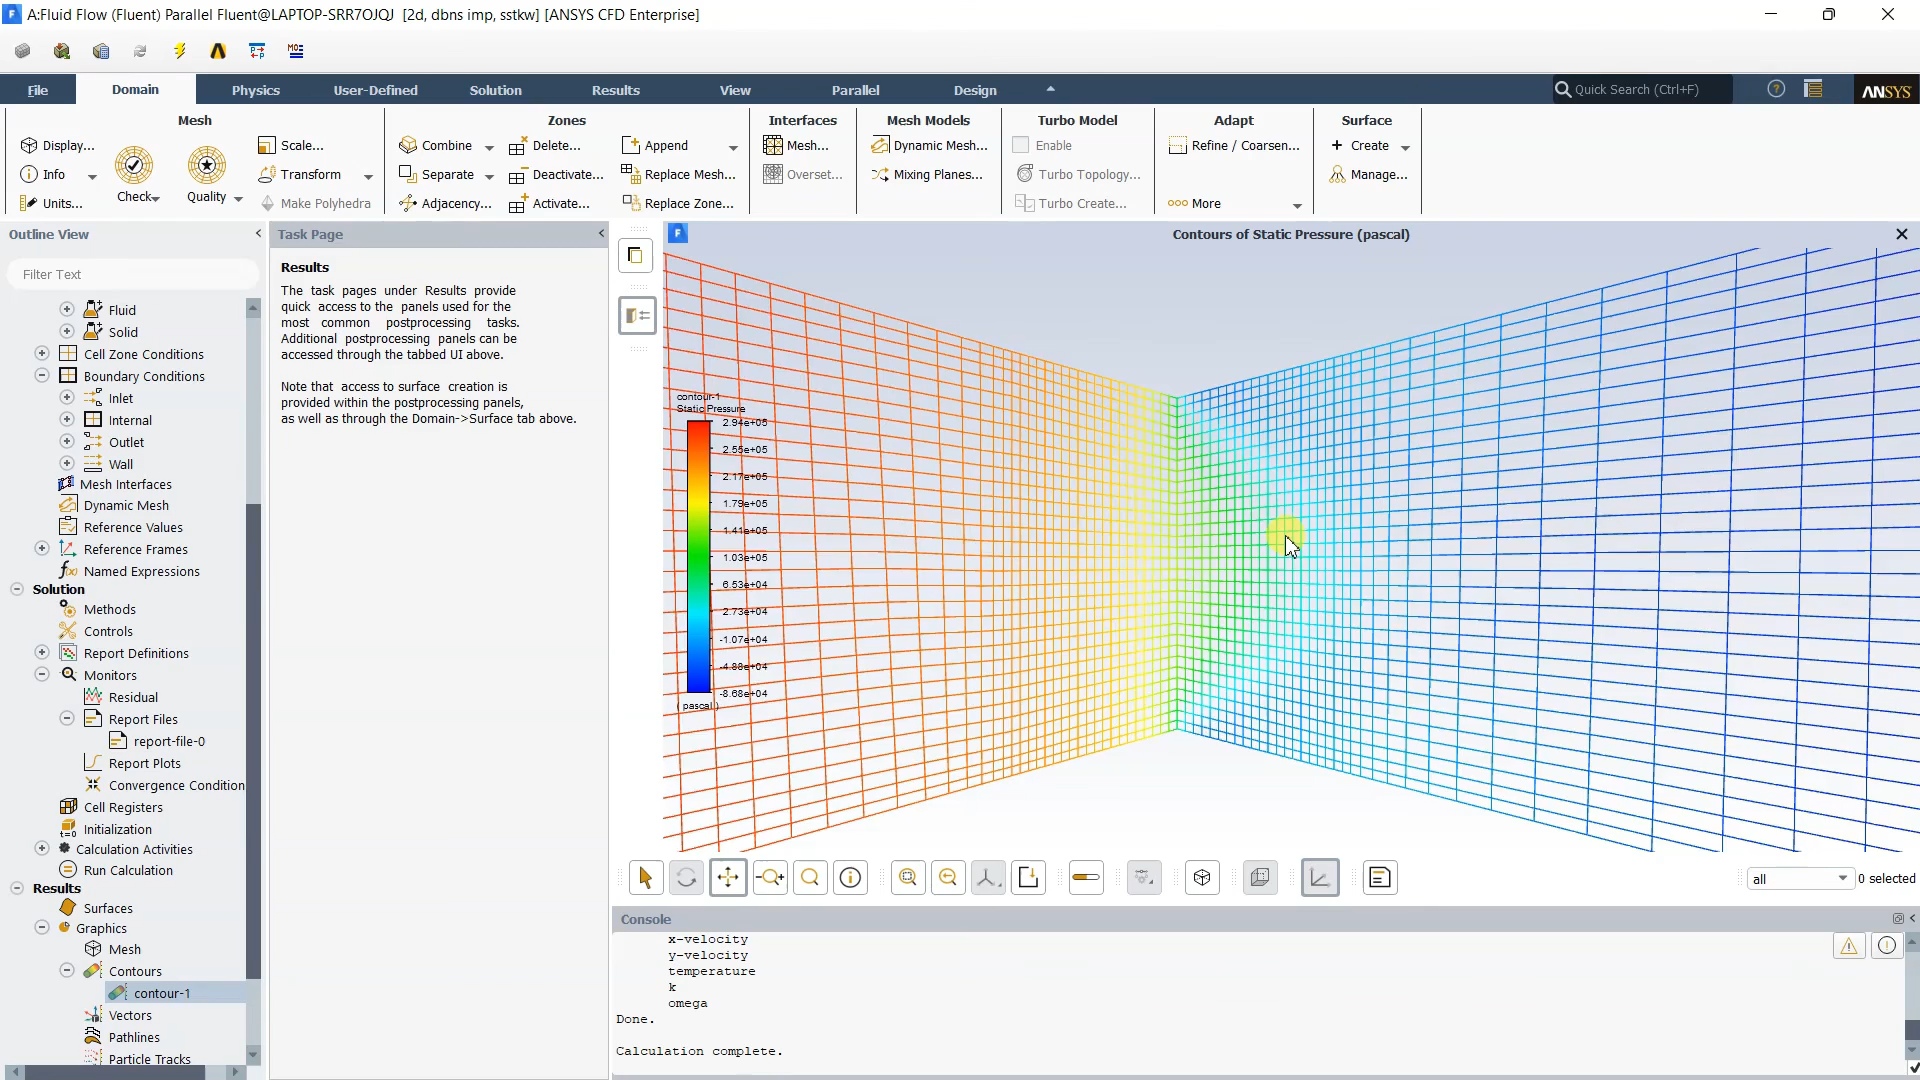 A:Fluid Flow (Fluent) Parallel Fluent@LAPTOP-SRR7OJQJ [2d, dbns imp, sstkw] [ANSYS CFD Enterprise]
File
Domain
Physics
User-Defined
Solution
Results
View
Parallel
Design
Quick Search (Ctrl+F)
ANSYS
Mesh
Display...
Info
Units...
Check
Quality
Scale...
Transform
Make Polyhedra
Zones
Combine
Separate
Adjacency...
Delete...
Deactivate...
Activate...
Append
Replace Mesh...
Replace Zone...
Interfaces
Mesh...
Overset...
Mesh Models
Dynamic Mesh...
Mixing Planes...
Turbo Model
Enable
Turbo Topology...
Turbo Create...
Adapt
Refine / Coarsen...
More
Surface
Create
Manage...
Outline View
Filter Text
Fluid
Solid
Cell Zone Conditions
Boundary Conditions
Inlet
Internal
Outlet
Wall
Mesh Interfaces
Dynamic Mesh
Reference Values
Reference Frames
Named Expressions
Solution
Methods
Controls
Report Definitions
Monitors
Residual
Report Files
report-file-0
Report Plots
Convergence Condition
Cell Registers
Initialization
Calculation Activities
Run Calculation
Results
Surfaces
Graphics
Mesh
Contours
contour-1
Vectors
Pathlines
Particle Tracks
Task Page
Results
The task pages under Results provide
quick access to the panels used for the
most common postprocessing tasks.
Additional postprocessing panels can be
accessed through the tabbed UI above.
Note that access to surface creation is
provided within the postprocessing panels,
as well as through the Domain->Surface tab above.
Contours of Static Pressure (pascal)
contour-1
Static Pressure
2.94e+05
2.55e+05
2.17e+05
1.79e+05
1.41e+05
1.03e+05
6.53e+04
2.73e+04
-1.07e+04
-4.88e+04
-8.68e+04
( pascal )
all
0 selected
Console
x-velocity
y-velocity
temperature
k
omega
Done.
Calculation complete.